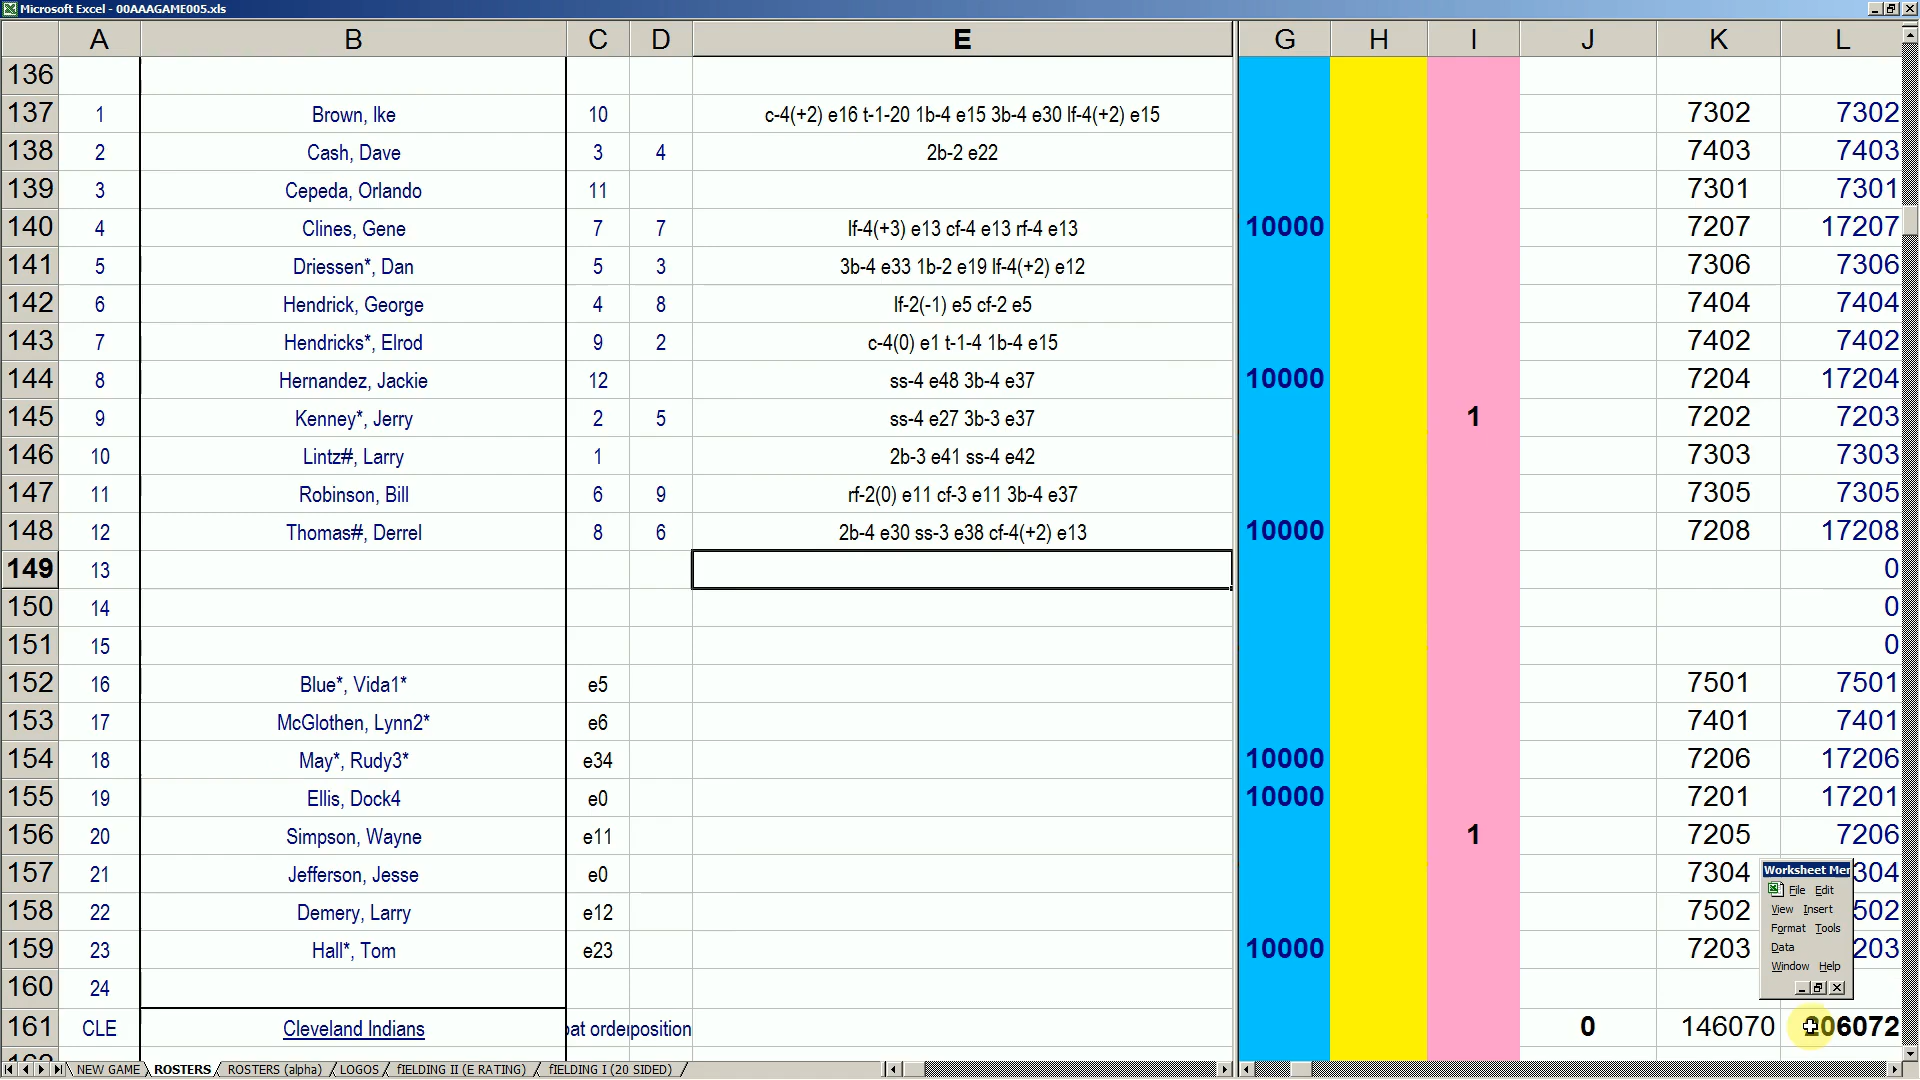 Microsoft Excel - 00AAAGAME005.xls
A B C D E G H I J K L
136
137 1 Brown, Ike 10 c-4(+2) e16 t-1-20 1b-4 e15 3b-4 e30 lf-4(+2) e15 7302 7302
138 2 Cash, Dave 3 4 2b-2 e22 7403 7403
139 3 Cepeda, Orlando 11 7301 7301
140 4 Clines, Gene 7 7 lf-4(+3) e13 cf-4 e13 rf-4 e13 10000 7207 17207
141 5 Driessen*, Dan 5 3 3b-4 e33 1b-2 e19 lf-4(+2) e12 7306 7306
142 6 Hendrick, George 4 8 lf-2(-1) e5 cf-2 e5 7404 7404
143 7 Hendricks*, Elrod 9 2 c-4(0) e1 t-1-4 1b-4 e15 7402 7402
144 8 Hernandez, Jackie 12 ss-4 e48 3b-4 e37 10000 7204 17204
145 9 Kenney*, Jerry 2 5 ss-4 e27 3b-3 e37 1 7202 7203
146 10 Lintz#, Larry 1 2b-3 e41 ss-4 e42 7303 7303
147 11 Robinson, Bill 6 9 rf-2(0) e11 cf-3 e11 3b-4 e37 7305 7305
148 12 Thomas#, Derrel 8 6 2b-4 e30 ss-3 e38 cf-4(+2) e13 10000 7208 17208
149 13 0
150 14 0
151 15 0
152 16 Blue*, Vida1* e5 7501 7501
153 17 McGlothen, Lynn2* e6 7401 7401
154 18 May*, Rudy3* e34 10000 7206 17206
155 19 Ellis, Dock4 e0 10000 7201 17201
156 20 Simpson, Wayne e11 1 7205 7206
157 21 Jefferson, Jesse e0 7304 304
158 22 Demery, Larry e12 7502 502
159 23 Hall*, Tom e23 10000 7203 203
160 24
161 CLE Cleveland Indians bat order position 0 146070 206072
Worksheet Mer
File Edit
View Insert
Format Tools
Data
Window Help
NEW GAME ROSTERS ROSTERS (alpha) LOGOS fIELDING II (E RATING) fIELDING I (20 SIDED)